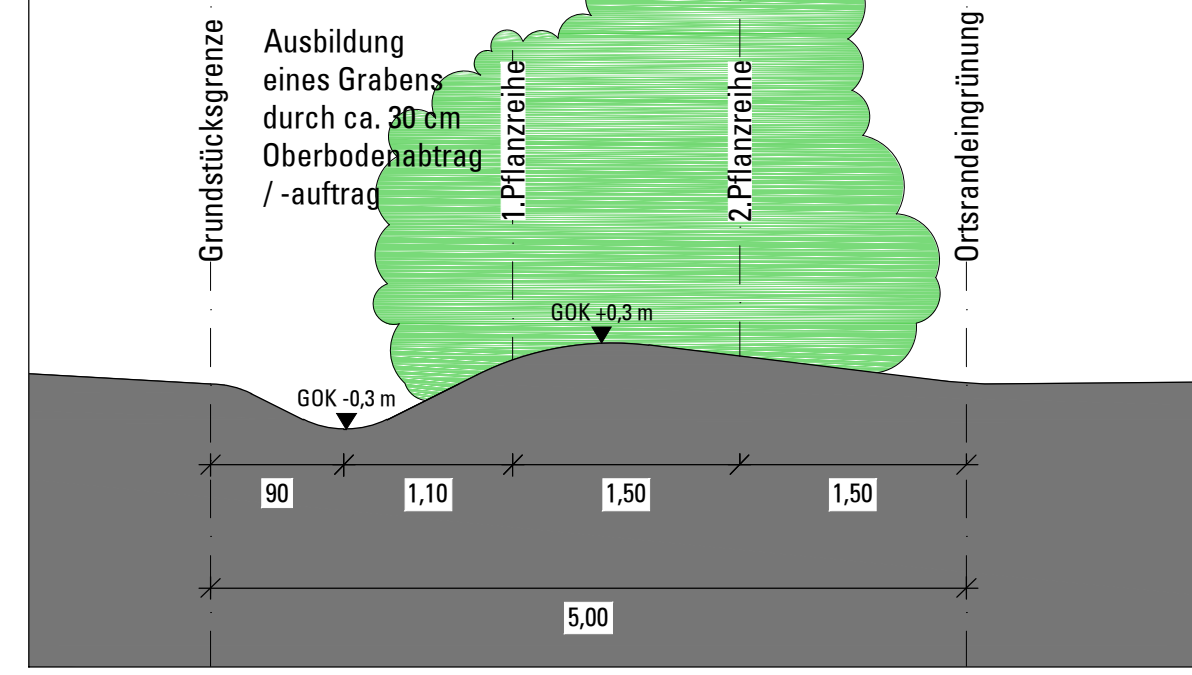 Grundstücksgrenze
Ausbildung
eines Grabens
durch ca. 30 cm
Oberbodenabtrag
/ -auftrag
1.Pflanzreihe
2.Pflanzreihe
Ortsrandeingrünung
GOK +0,3 m
GOK -0,3 m
90
1,10
1,50
1,50
5,00